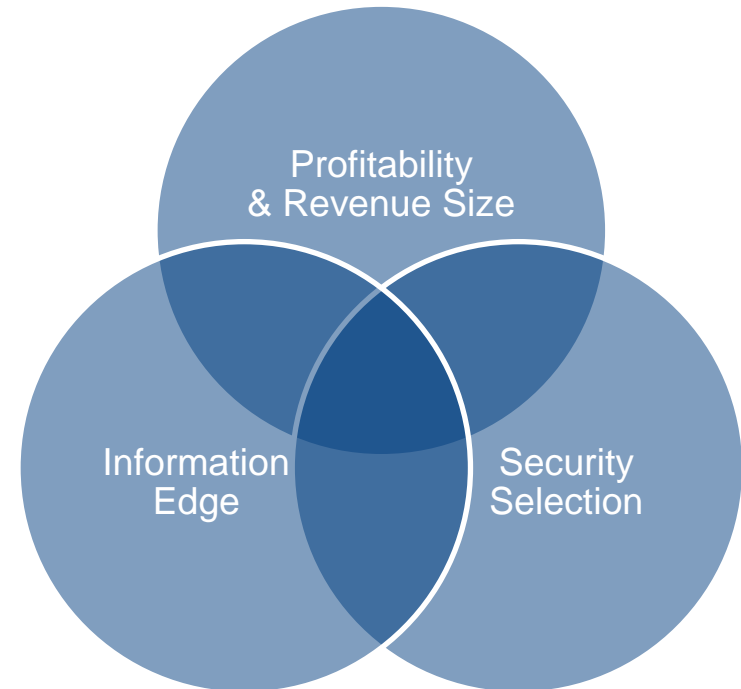 Profitability
& Revenue Size
Information
Edge
Security
Selection